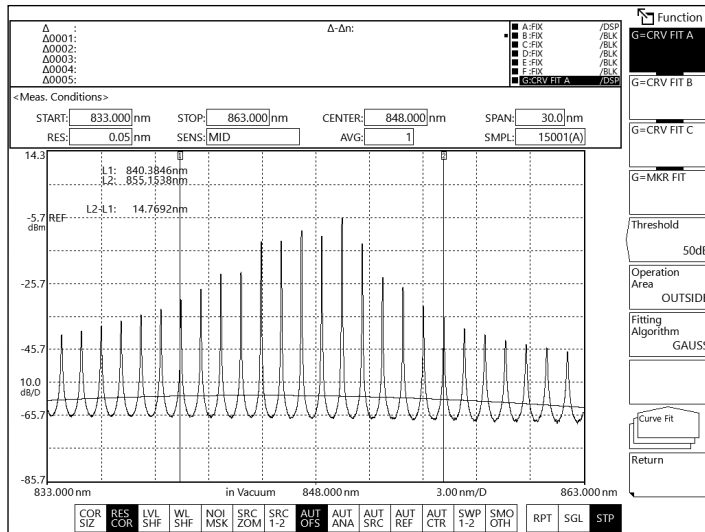 Function
Δ :
Δ0001:
Δ0002:
Δ0003:
Δ0004:
Δ0005:
Δ-Δn:
A:FIX /DSP
B:FIX /BLK
C:FIX /BLK
D:FIX /BLK
E:FIX /BLK
F:FIX /BLK
G:CRV FIT A /DSP
<Meas. Conditions>
START: 833.000 nm STOP: 863.000 nm CENTER: 848.000 nm SPAN: 30.0 nm
RES: 0.05 nm SENS: MID AVG: 1 SMPL: 15001(A)
14.3
1
2
L1: 840.3846nm
L2: 855.1538nm
L2-L1: 14.7692nm
-5.7 REF
dBm
-25.7
-45.7
10.0
dB/D
-65.7
-85.7
833.000 nm in Vacuum 848.000 nm 3.00 nm/D 863.000 nm
COR SIZ
RES COR
LVL SHF
WL SHF
NOI MSK
SRC ZOM
SRC 1-2
AUT OFS
AUT ANA
AUT SRC
AUT REF
AUT CTR
SWP 1-2
SMO OTH
RPT
SGL
STP
G=CRV FIT A
G=CRV FIT B
G=CRV FIT C
G=MKR FIT
Threshold
50dB
Operation
Area
OUTSIDE
Fitting
Algorithm
GAUSS
Curve Fit
Return